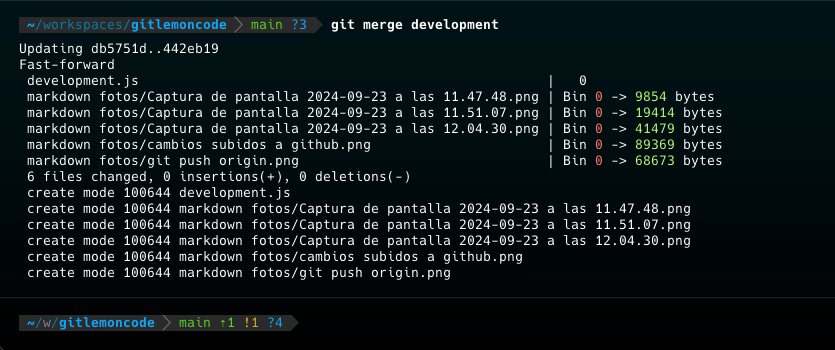 ~/workspaces/gitlemoncode > main ?3 > git merge development
Updating db5751d..442eb19
Fast-forward
 development.js                                                   |   0
 markdown fotos/Captura de pantalla 2024-09-23 a las 11.47.48.png | Bin 0 -> 9854 bytes
 markdown fotos/Captura de pantalla 2024-09-23 a las 11.51.07.png | Bin 0 -> 19414 bytes
 markdown fotos/Captura de pantalla 2024-09-23 a las 12.04.30.png | Bin 0 -> 41479 bytes
 markdown fotos/cambios subidos a github.png                      | Bin 0 -> 89369 bytes
 markdown fotos/git push origin.png                               | Bin 0 -> 68673 bytes
 6 files changed, 0 insertions(+), 0 deletions(-)
 create mode 100644 development.js
 create mode 100644 markdown fotos/Captura de pantalla 2024-09-23 a las 11.47.48.png
 create mode 100644 markdown fotos/Captura de pantalla 2024-09-23 a las 11.51.07.png
 create mode 100644 markdown fotos/Captura de pantalla 2024-09-23 a las 12.04.30.png
 create mode 100644 markdown fotos/cambios subidos a github.png
 create mode 100644 markdown fotos/git push origin.png
~/w/gitlemoncode > main ⇡1 !1 ?4